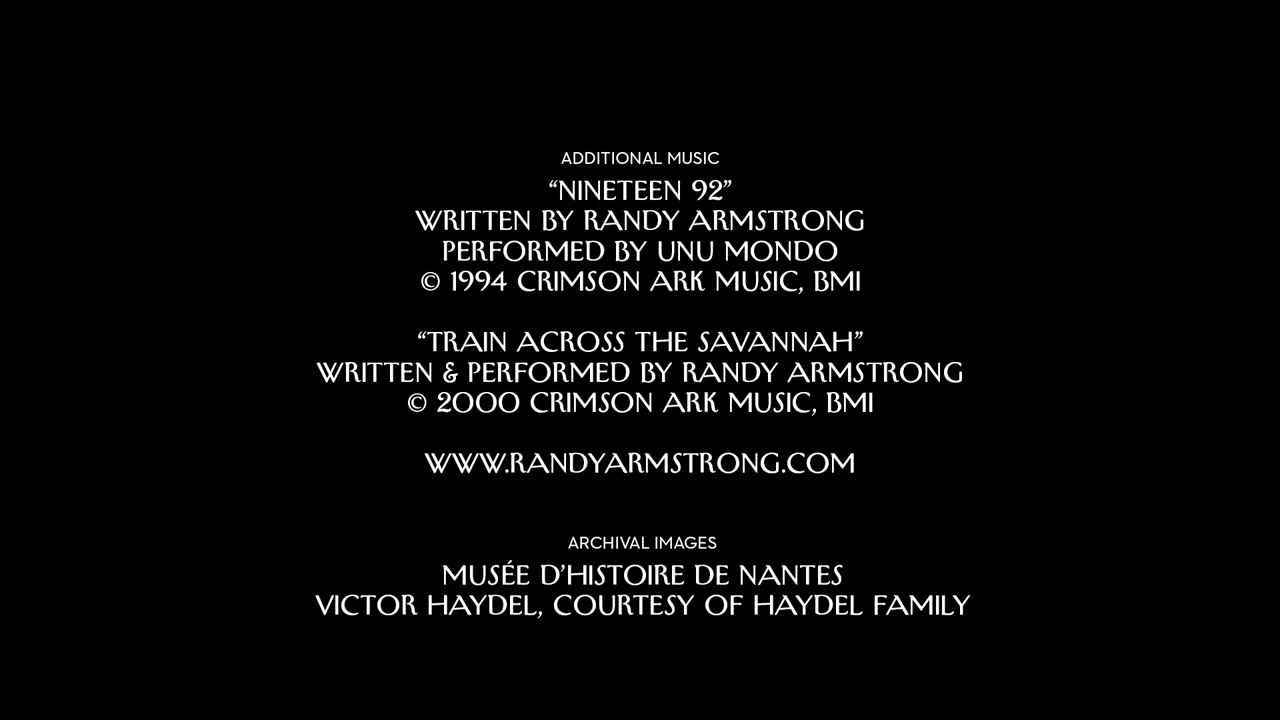 ADDITIONAL MUSIC
“NINETEEN 92”
WRITTEN BY RANDY ARMSTRONG
PERFORMED BY UNU MONDO
© 1994 CRIMSON ARK MUSIC, BMI
“TRAIN ACROSS THE SAVANNAH”
WRITTEN & PERFORMED BY RANDY ARMSTRONG
© 2000 CRIMSON ARK MUSIC, BMI
WWW.RANDYARMSTRONG.COM
ARCHIVAL IMAGES
MUSÉE D’HISTOIRE DE NANTES
VICTOR HAYDEL, COURTESY OF HAYDEL FAMILY